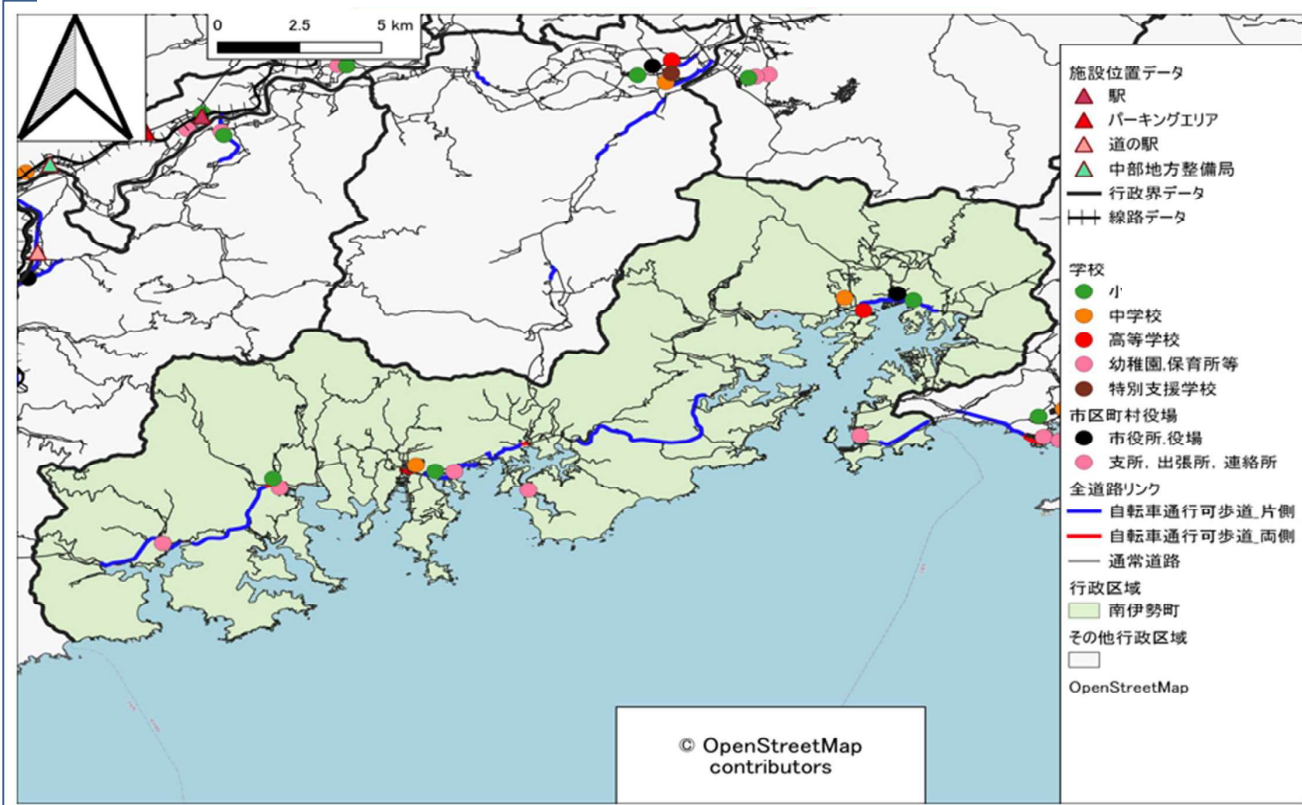 0 2.5 5 km
施設位置データ
駅
パーキングエリア
道の駅
中部地方整備局
行政界データ
線路データ
学校
小
中学校
高等学校
幼稚園,保育所等
特別支援学校
市区町村役場
市役所,役場
支所, 出張所, 連絡所
全道路リンク
自転車通行可歩道_片側
自転車通行可歩道_両側
通常道路
行政区域
南伊勢町
その他行政区域
OpenStreetMap
© OpenStreetMap
contributors